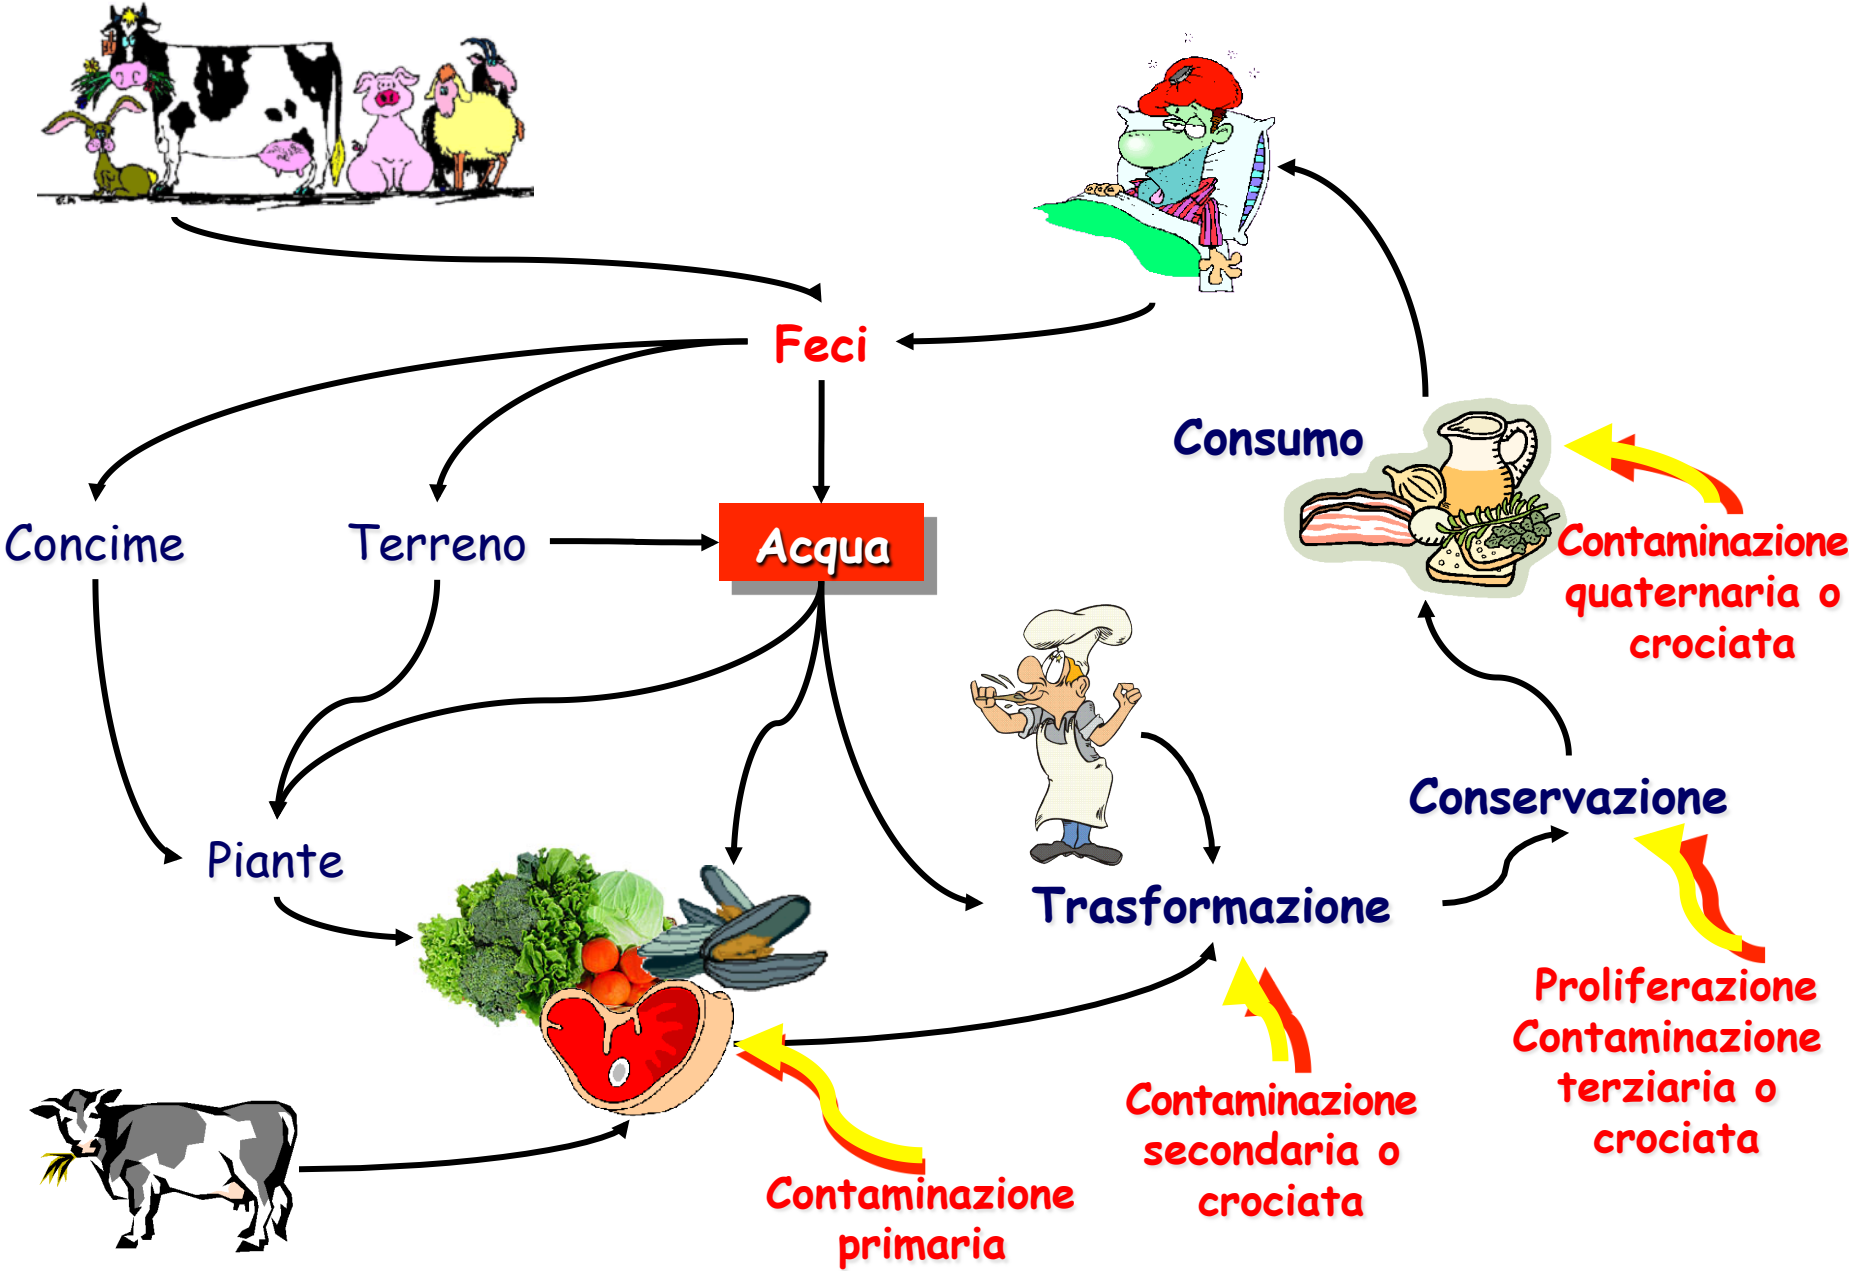 Feci
Consumo
Concime
Terreno
Acqua
Contaminazione
quaternaria o
crociata
Conservazione
Piante
Trasformazione
Proliferazione
Contaminazione
terziaria o
crociata
Contaminazione
secondaria o
crociata
Contaminazione
primaria